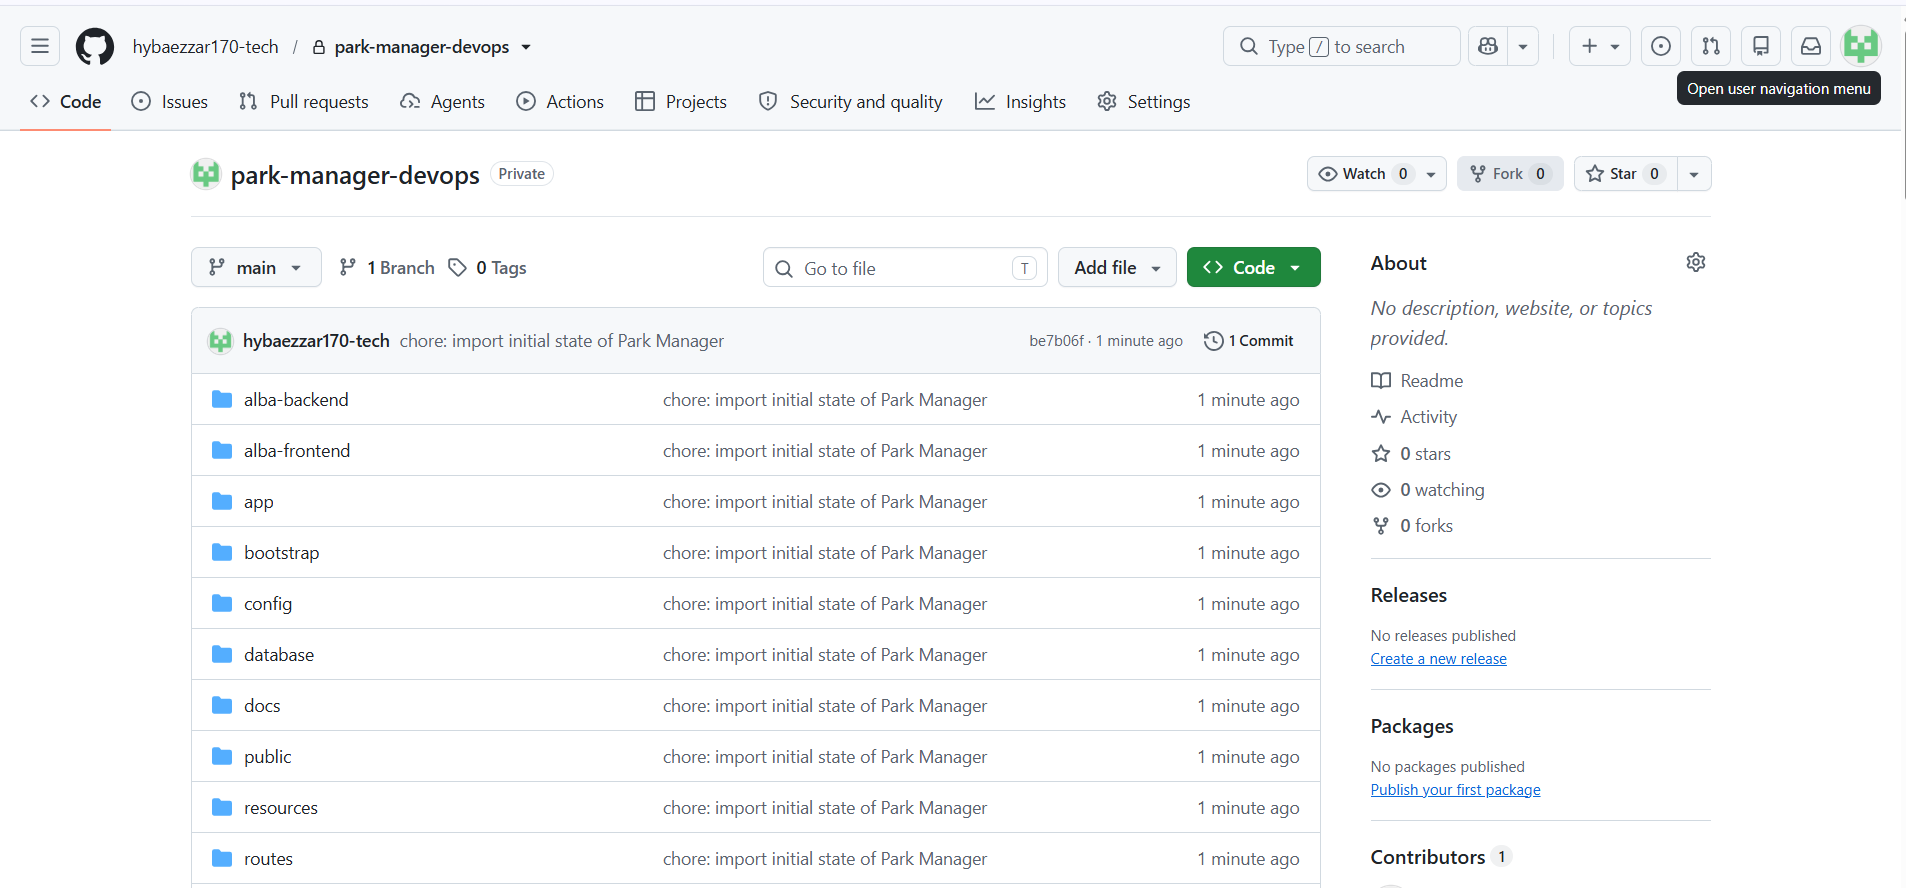 hybaezzar170-tech / park-manager-devops
Type / to search
Code Issues Pull requests Agents Actions Projects Security and quality Insights Settings
Open user navigation menu
park-manager-devops Private
Watch 0 Fork 0 Star 0
main 1 Branch 0 Tags Go to file T Add file Code
hybaezzar170-tech chore: import initial state of Park Manager be7b06f · 1 minute ago 1 Commit
alba-backend chore: import initial state of Park Manager 1 minute ago
alba-frontend chore: import initial state of Park Manager 1 minute ago
app chore: import initial state of Park Manager 1 minute ago
bootstrap chore: import initial state of Park Manager 1 minute ago
config chore: import initial state of Park Manager 1 minute ago
database chore: import initial state of Park Manager 1 minute ago
docs chore: import initial state of Park Manager 1 minute ago
public chore: import initial state of Park Manager 1 minute ago
resources chore: import initial state of Park Manager 1 minute ago
routes chore: import initial state of Park Manager 1 minute ago
About
No description, website, or topics
provided.
Readme
Activity
0 stars
0 watching
0 forks
Releases
No releases published
Create a new release
Packages
No packages published
Publish your first package
Contributors 1